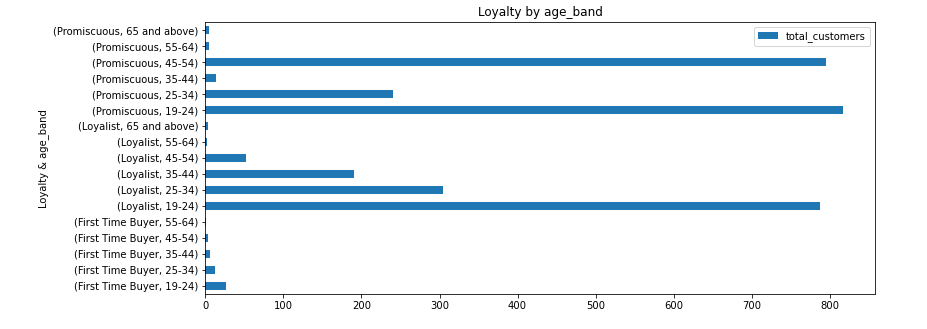 Loyalty by age_band
total_customers
Loyalty & age_band
(Promiscuous, 65 and above)
(Promiscuous, 55-64)
(Promiscuous, 45-54)
(Promiscuous, 35-44)
(Promiscuous, 25-34)
(Promiscuous, 19-24)
(Loyalist, 65 and above)
(Loyalist, 55-64)
(Loyalist, 45-54)
(Loyalist, 35-44)
(Loyalist, 25-34)
(Loyalist, 19-24)
(First Time Buyer, 55-64)
(First Time Buyer, 45-54)
(First Time Buyer, 35-44)
(First Time Buyer, 25-34)
(First Time Buyer, 19-24)
0 100 200 300 400 500 600 700 800